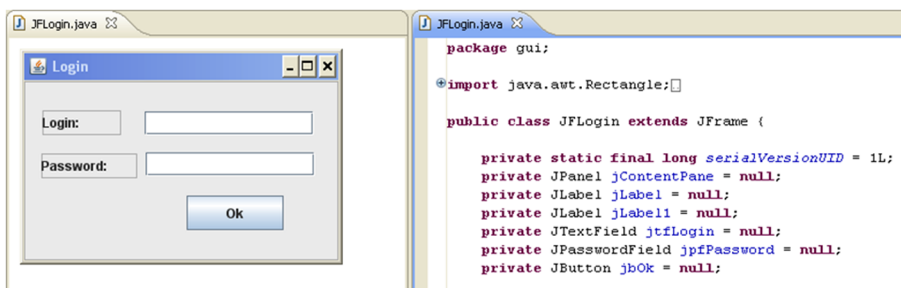 JFLogin.java
Login
Login:
Password:
Ok
JFLogin.java
package gui;
import java.awt.Rectangle;
public class JFLogin extends JFrame {
private static final long serialVersionUID = 1L;
private JPanel jContentPane = null;
private JLabel jLabel = null;
private JLabel jLabel1 = null;
private JTextField jtfLogin = null;
private JPasswordField jpfPassword = null;
private JButton jbOk = null;